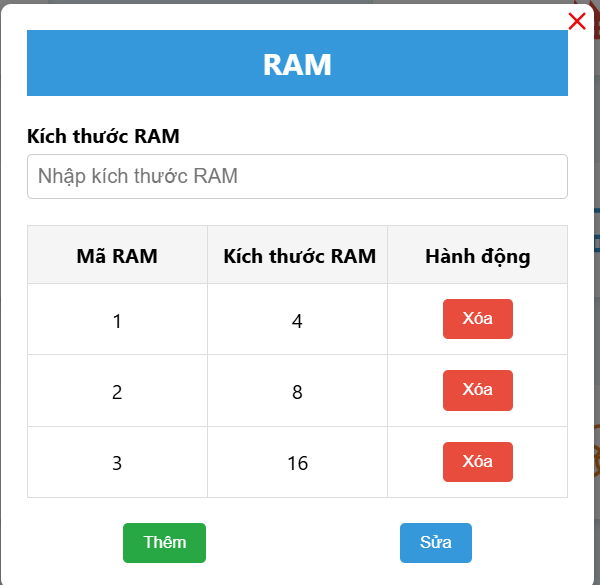 RAM
Kích thước RAM
Nhập kích thước RAM
Mã RAM Kích thước RAM Hành động
1 4 Xóa
2 8 Xóa
3 16 Xóa
Thêm Sửa